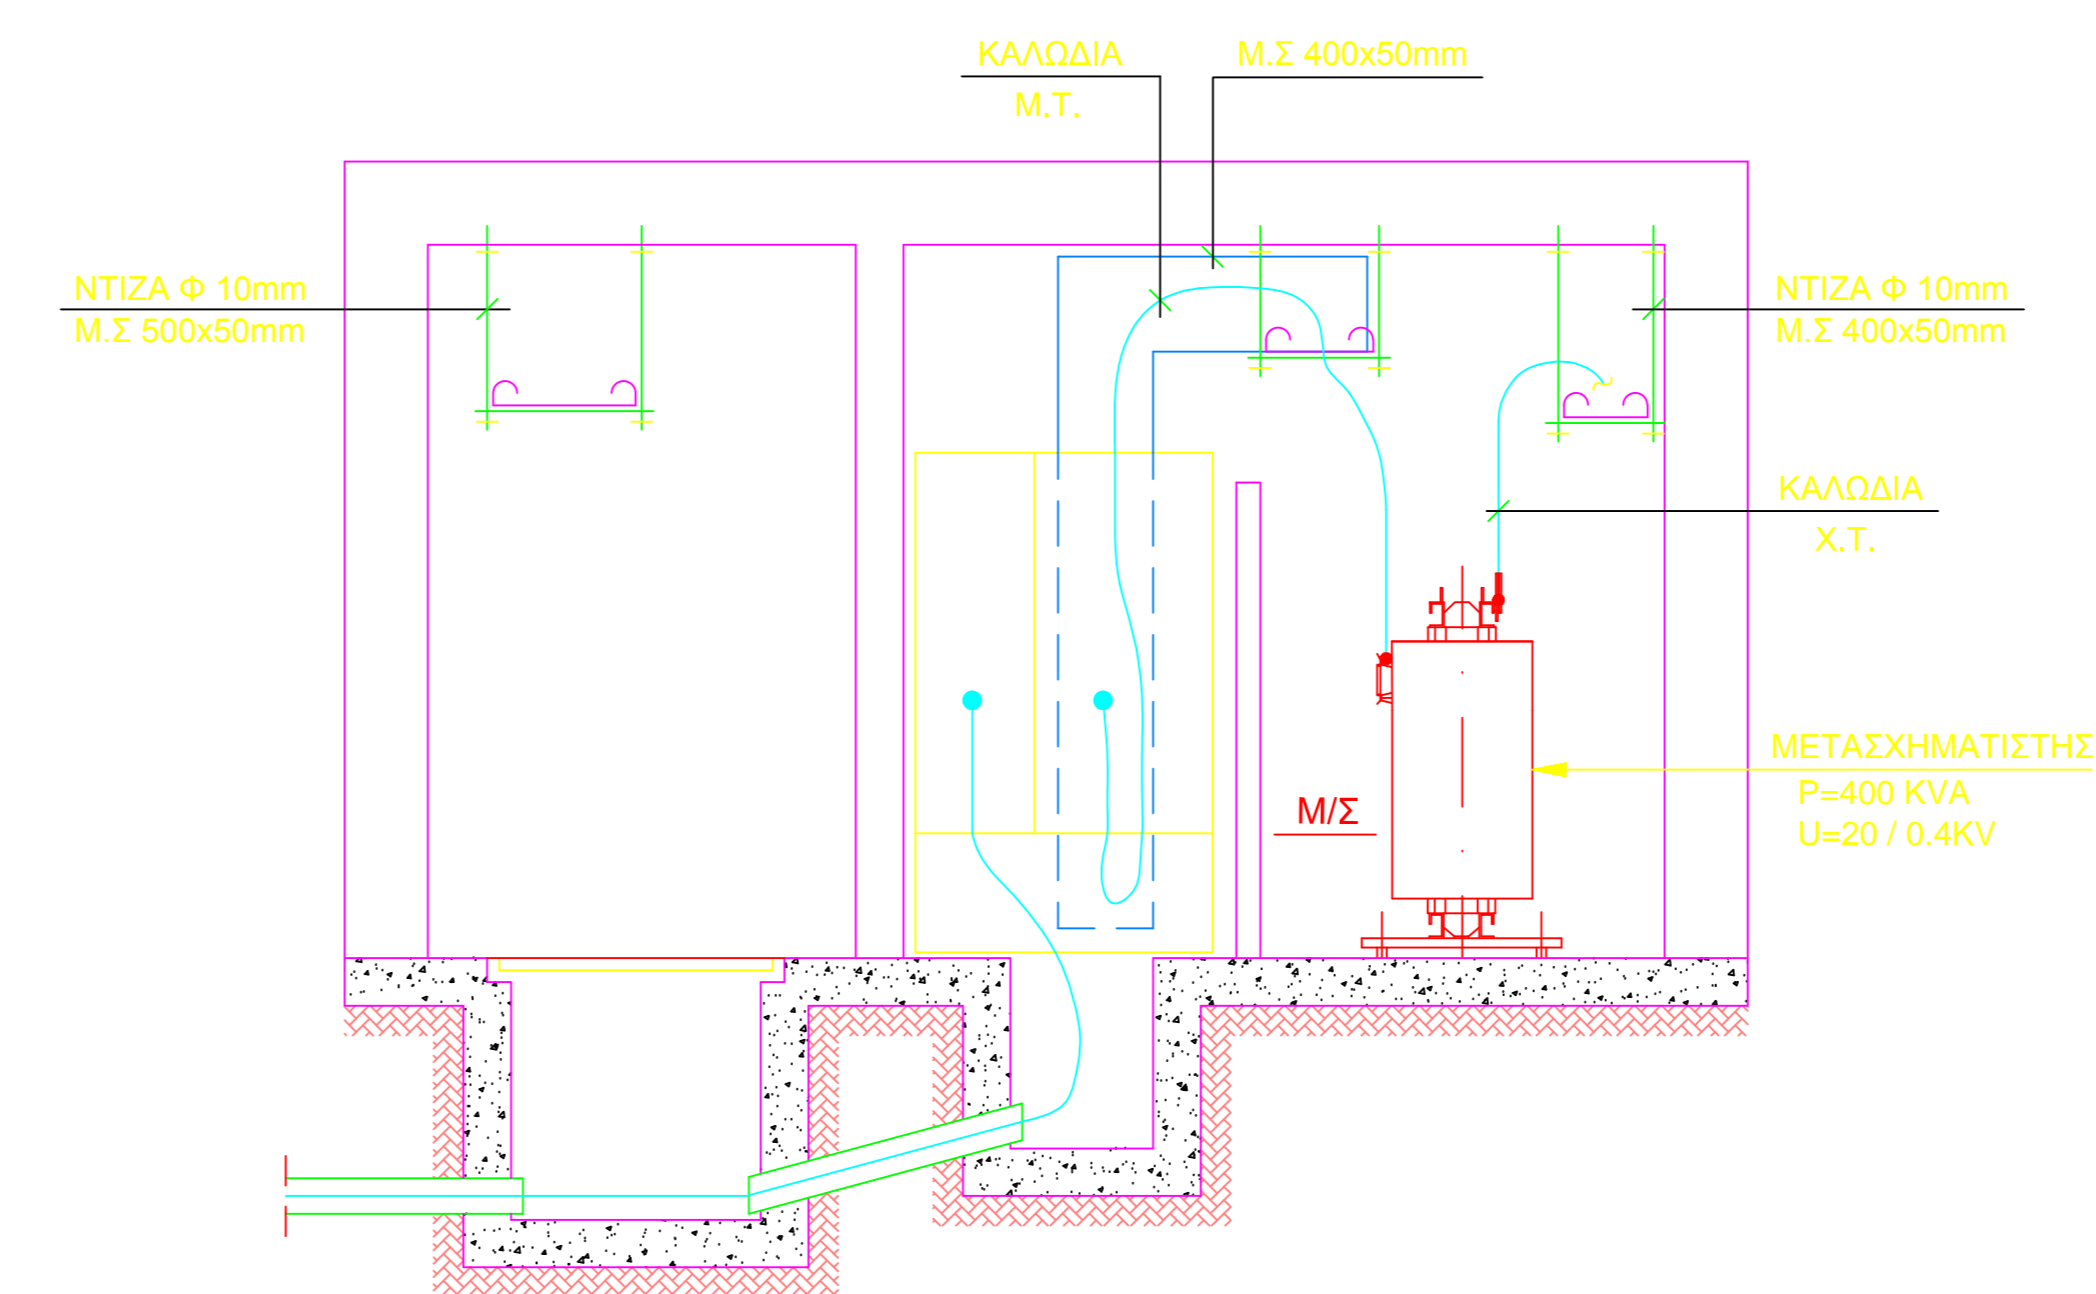 ΚΑΛΩΔΙΑ
Μ.Τ.
Μ.Σ 400x50mm
ΝΤΙΖΑ Φ 10mm
Μ.Σ 500x50mm
ΝΤΙΖΑ Φ 10mm
Μ.Σ 400x50mm
ΚΑΛΩΔΙΑ
Χ.Τ.
ΜΕΤΑΣΧΗΜΑΤΙΣΤΗΣ
P=400 KVA
U=20 / 0.4KV
Μ/Σ